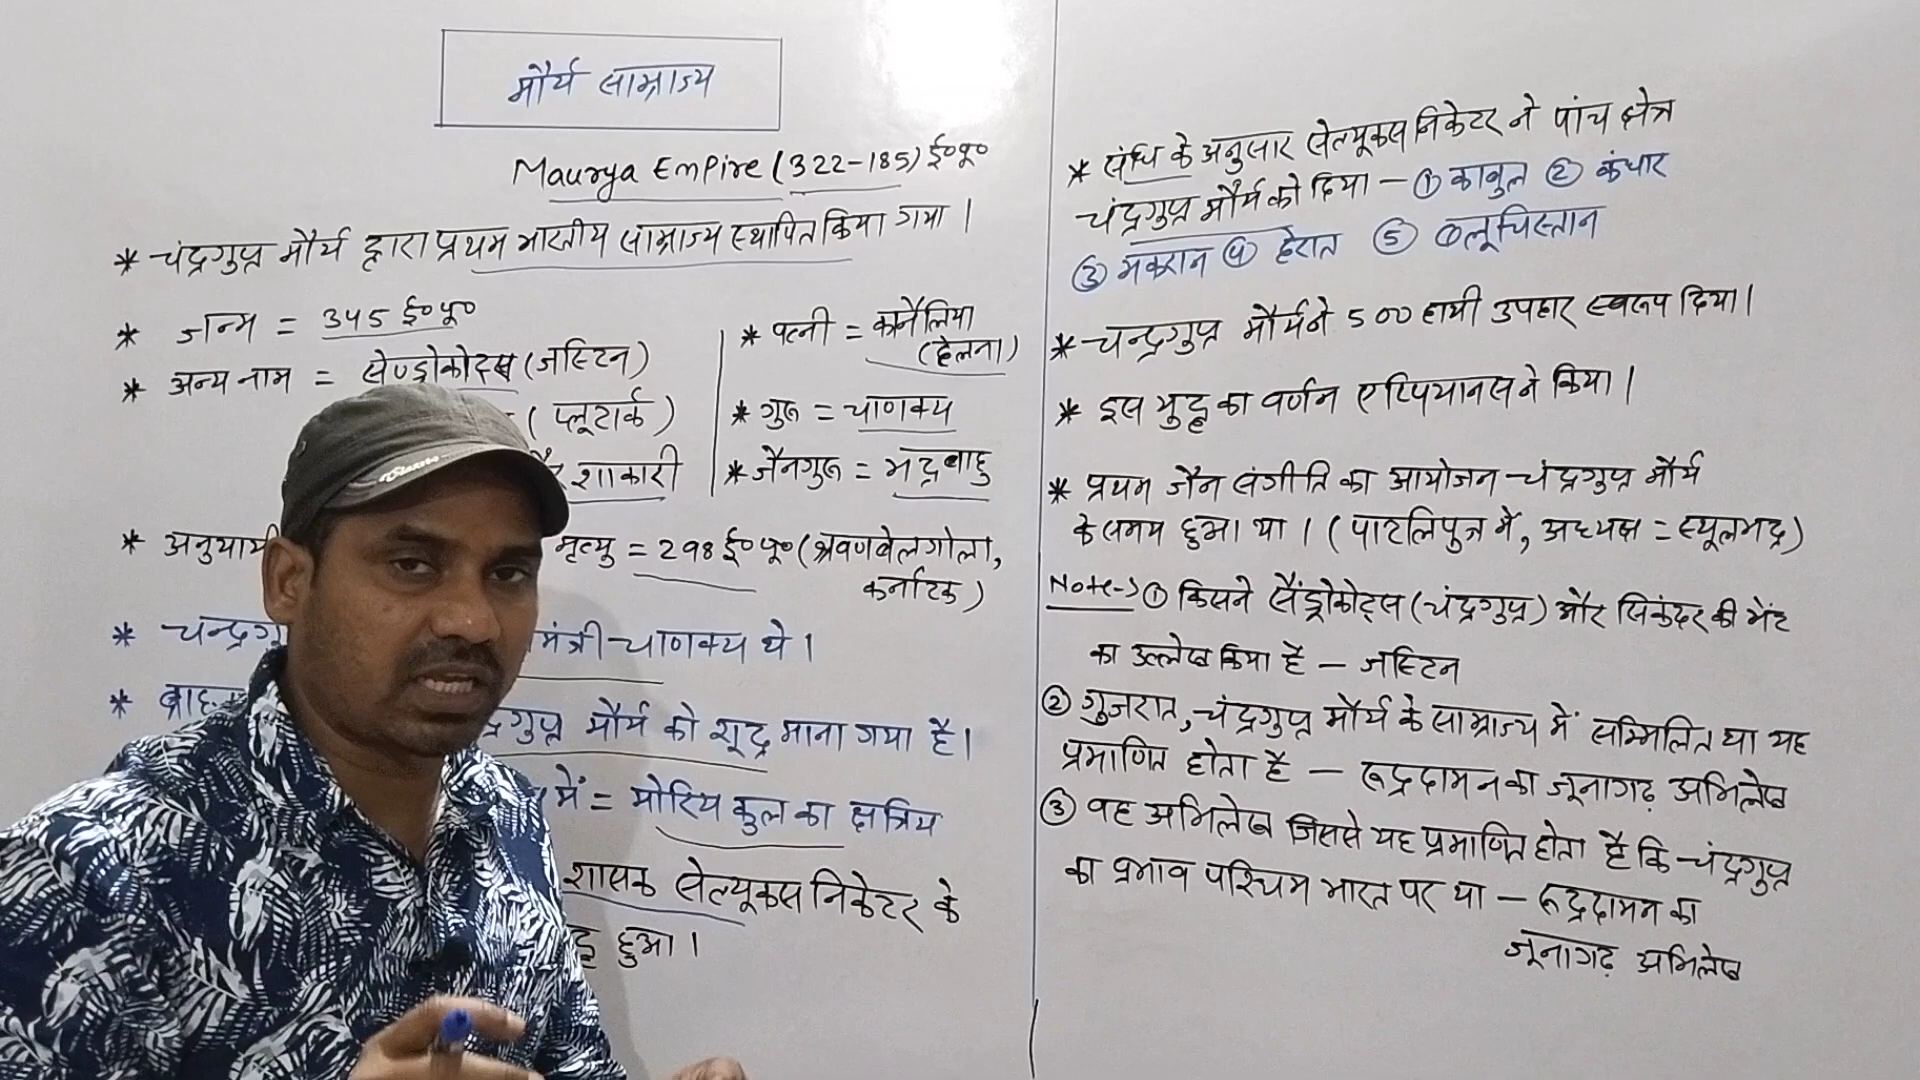 मौर्य साम्राज्य
Maurya Empire (322-185) ई०पू०
* चंद्रगुप्त मौर्य द्वारा प्रथम भारतीय साम्राज्य स्थापित किया गया।
* जन्म = 345 ई०पू०
* अन्य नाम = सेण्ड्रोकोट्स (जस्टिन)
(प्लूटार्क)
शाकारी
* पत्नी = कार्नेलिया
(हेलना)
* गुरू = चाणक्य
* जैनगुरू = भद्रबाहु
* अनुयायी
मृत्यु = 298 ई०पू० (श्रवणबेलगोला,
कर्नाटक)
* चन्द्रगु मंत्री - चाणक्य थे।
* द्रगुप्त मौर्य को शूद्र माना गया है।
में = मोरिय कुल का क्षत्रिय
शासक सेल्यूकस निकेटर के
हुआ।
* संधि के अनुसार सेल्यूकस निकेटर ने पांच क्षेत्र
चंद्रगुप्त मौर्य को दिया - ① काबुल ② कंधार
③ मकरान ④ हेरात ⑤ बलूचिस्तान
* चन्द्रगुप्त मौर्य ने 500 हाथी उपहार स्वरूप दिया।
* इस युद्ध का वर्णन एप्पियानस ने किया।
* प्रथम जैन संगीति का आयोजन - चंद्रगुप्त मौर्य
के समय हुआ था। (पाटलिपुत्र में, अध्यक्ष = स्थूलभद्र)
Note-> ① किसने सैंड्रोकोट्स (चंद्रगुप्त) और सिकंदर की भेंट
का उल्लेख किया है - जस्टिन
② गुजरात, चंद्रगुप्त मौर्य के साम्राज्य में सम्मिलित था यह
प्रमाणित होता है - रूद्रदामन का जूनागढ़ अभिलेख
③ वह अभिलेख जिससे यह प्रमाणित होता है कि चंद्रगुप्त
का प्रभाव पश्चिम भारत पर था - रूद्रदामन का
जूनागढ़ अभिलेख